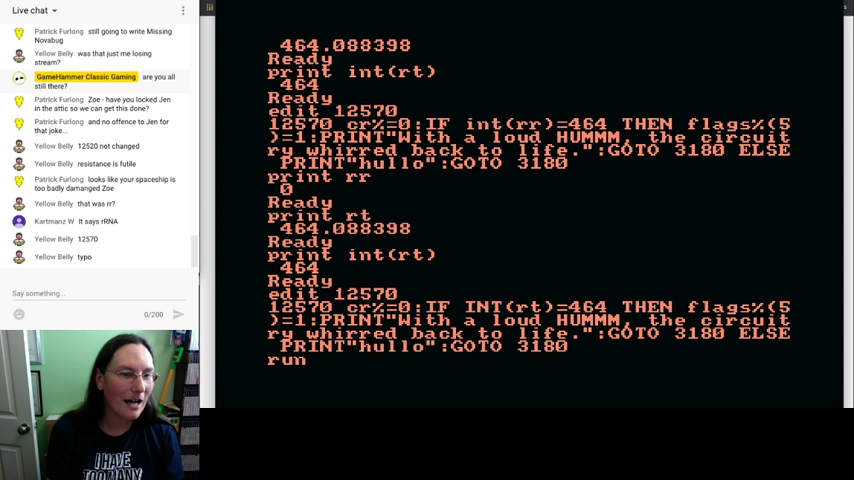 Live chat
Patrick Furlong still going to write Missing
Novabug
Yellow Belly was that just me losing
stream?
GameHammer Classic Gaming are you all
still there?
Patrick Furlong Zoe - have you locked Jen
in the attic so we can get this done?
Patrick Furlong and no offence to Jen for
that joke...
Yellow Belly 12520 not changed
Yellow Belly resistance is futile
Patrick Furlong looks like your spaceship is
too badly damanged Zoe
Yellow Belly that was rr?
Kartmanz W It says rRNA
Yellow Belly 12570
Yellow Belly typo
Say something...
0/200
I HAVE
TOO MANY
464.088398
Ready
print int(rt)
464
Ready
edit 12570
12570 cr%=0:IF int(rr)=464 THEN flags%(5
)=1:PRINT"With a loud HUMMM, the circuit
ry whirred back to life.":GOTO 3180 ELSE
PRINT"hullo":GOTO 3180
print rr
0
Ready
print rt
464.088398
Ready
print int(rt)
464
Ready
edit 12570
12570 cr%=0:IF INT(rt)=464 THEN flags%(5
)=1:PRINT"With a loud HUMMM, the circuit
ry whirred back to life.":GOTO 3180 ELSE
PRINT"hullo":GOTO 3180
run